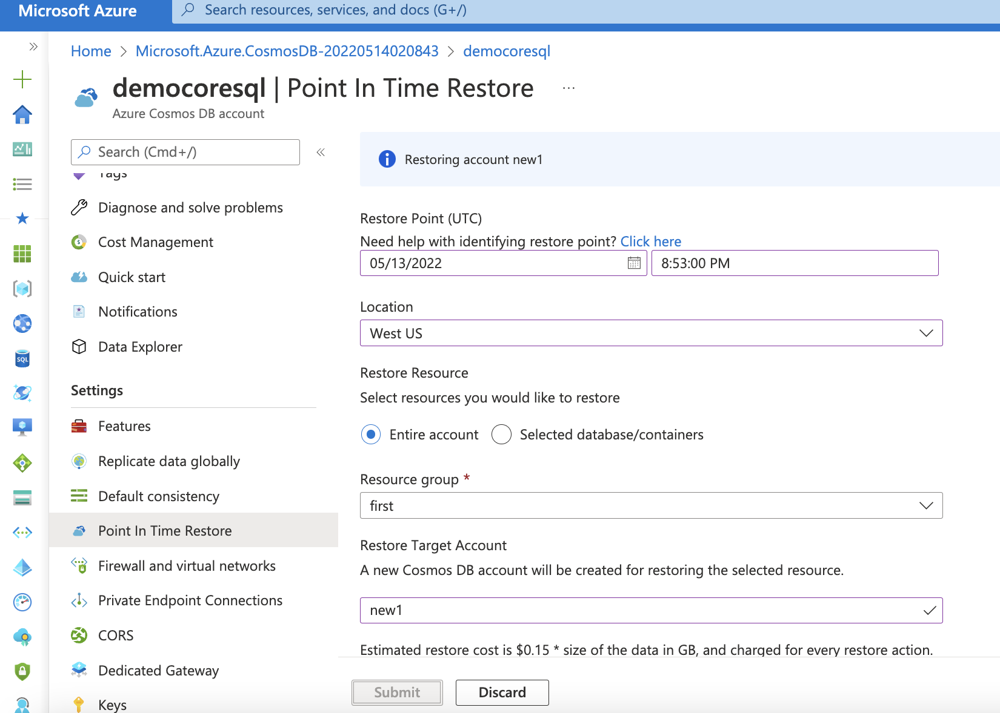 Microsoft Azure
Search resources, services, and docs (G+/)
Home > Microsoft.Azure.CosmosDB-20220514020843 > democoresql
democoresql | Point In Time Restore ...
Azure Cosmos DB account
Search (Cmd+/)
Tags
Diagnose and solve problems
Cost Management
Quick start
Notifications
Data Explorer
Settings
Features
Replicate data globally
Default consistency
Point In Time Restore
Firewall and virtual networks
Private Endpoint Connections
CORS
Dedicated Gateway
Keys
SQL
Restoring account new1
Restore Point (UTC)
Need help with identifying restore point? Click here
05/13/2022
8:53:00 PM
Location
West US
Restore Resource
Select resources you would like to restore
Entire account
Selected database/containers
Resource group *
first
Restore Target Account
A new Cosmos DB account will be created for restoring the selected resource.
new1
Estimated restore cost is $0.15 * size of the data in GB, and charged for every restore action.
Submit
Discard